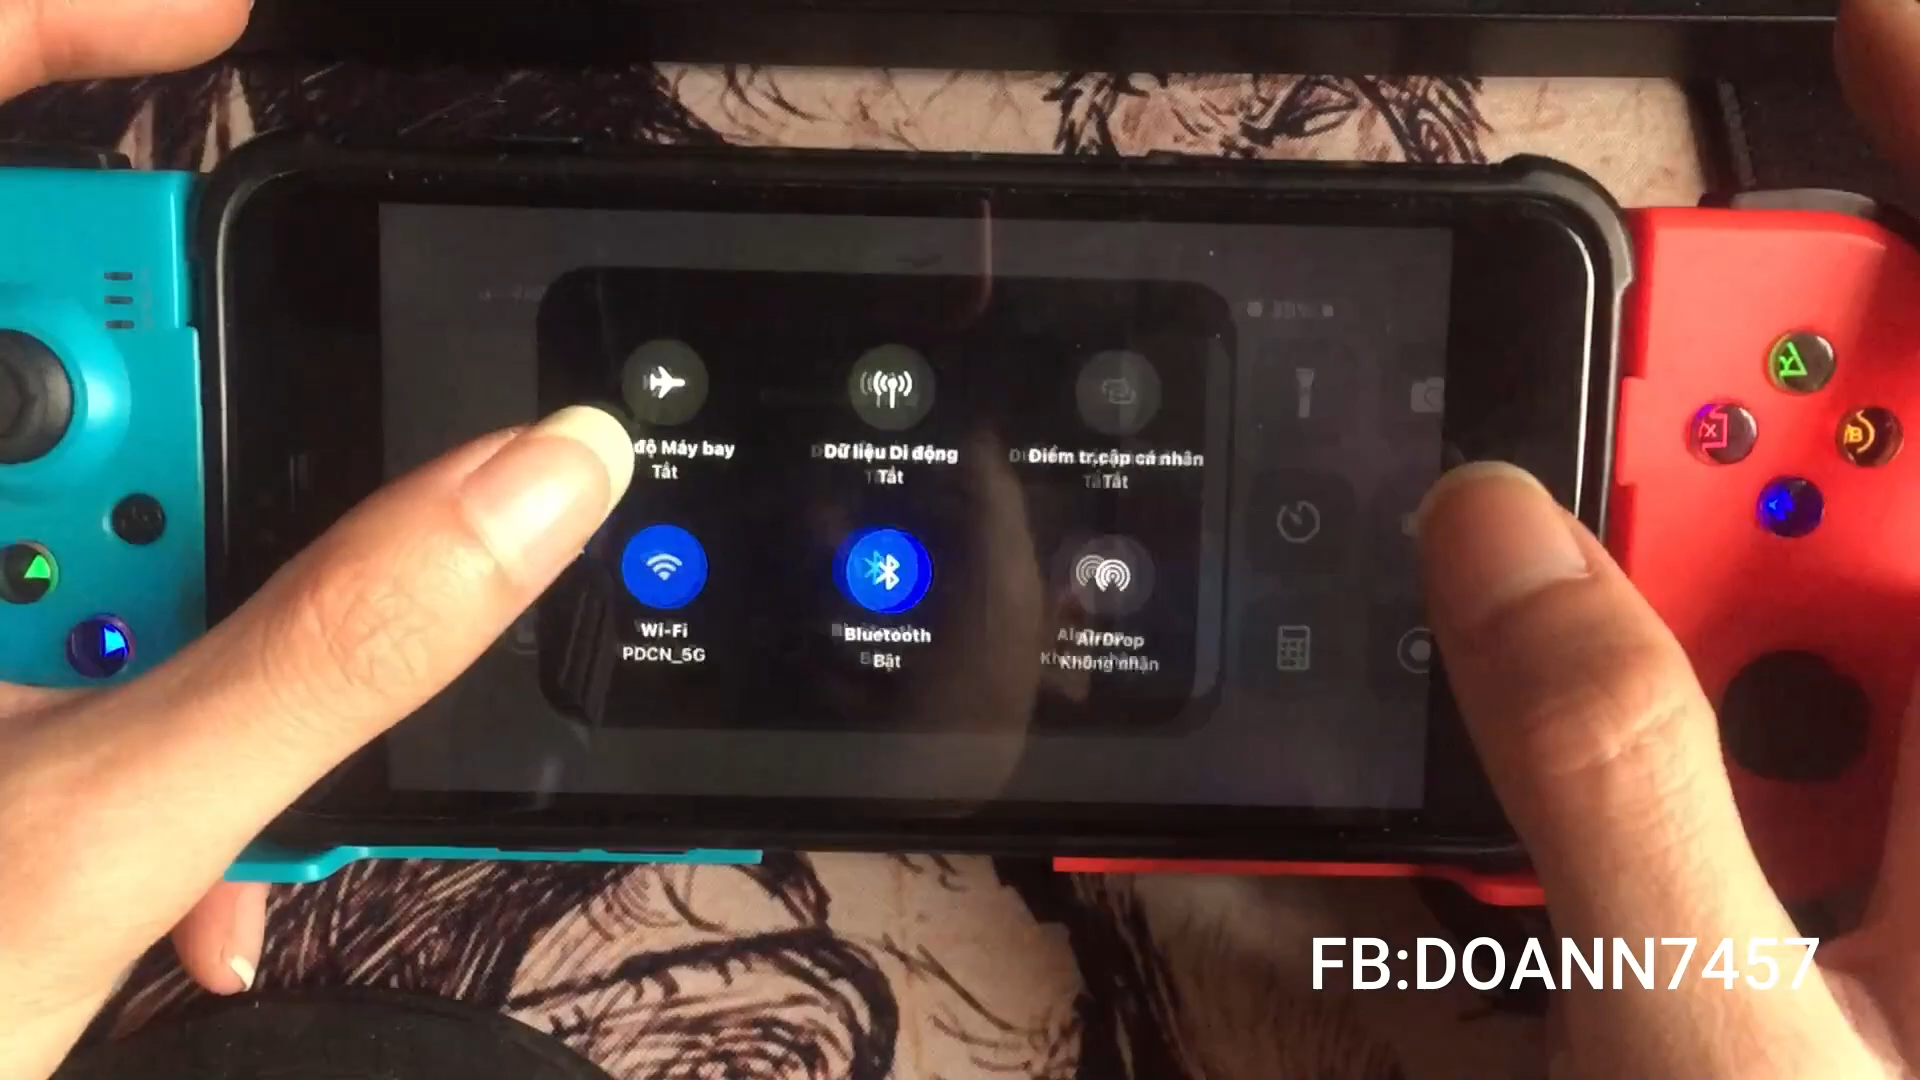 độ Máy bay
Tắt
Dữ liệu Di động
Tắt
Điểm tr.cập cá nhân
Tắt
Wi-Fi
PDCN_5G
Bluetooth
Bật
AirDrop
Không nhận
Y
X
B
A
FB:DOANN7457